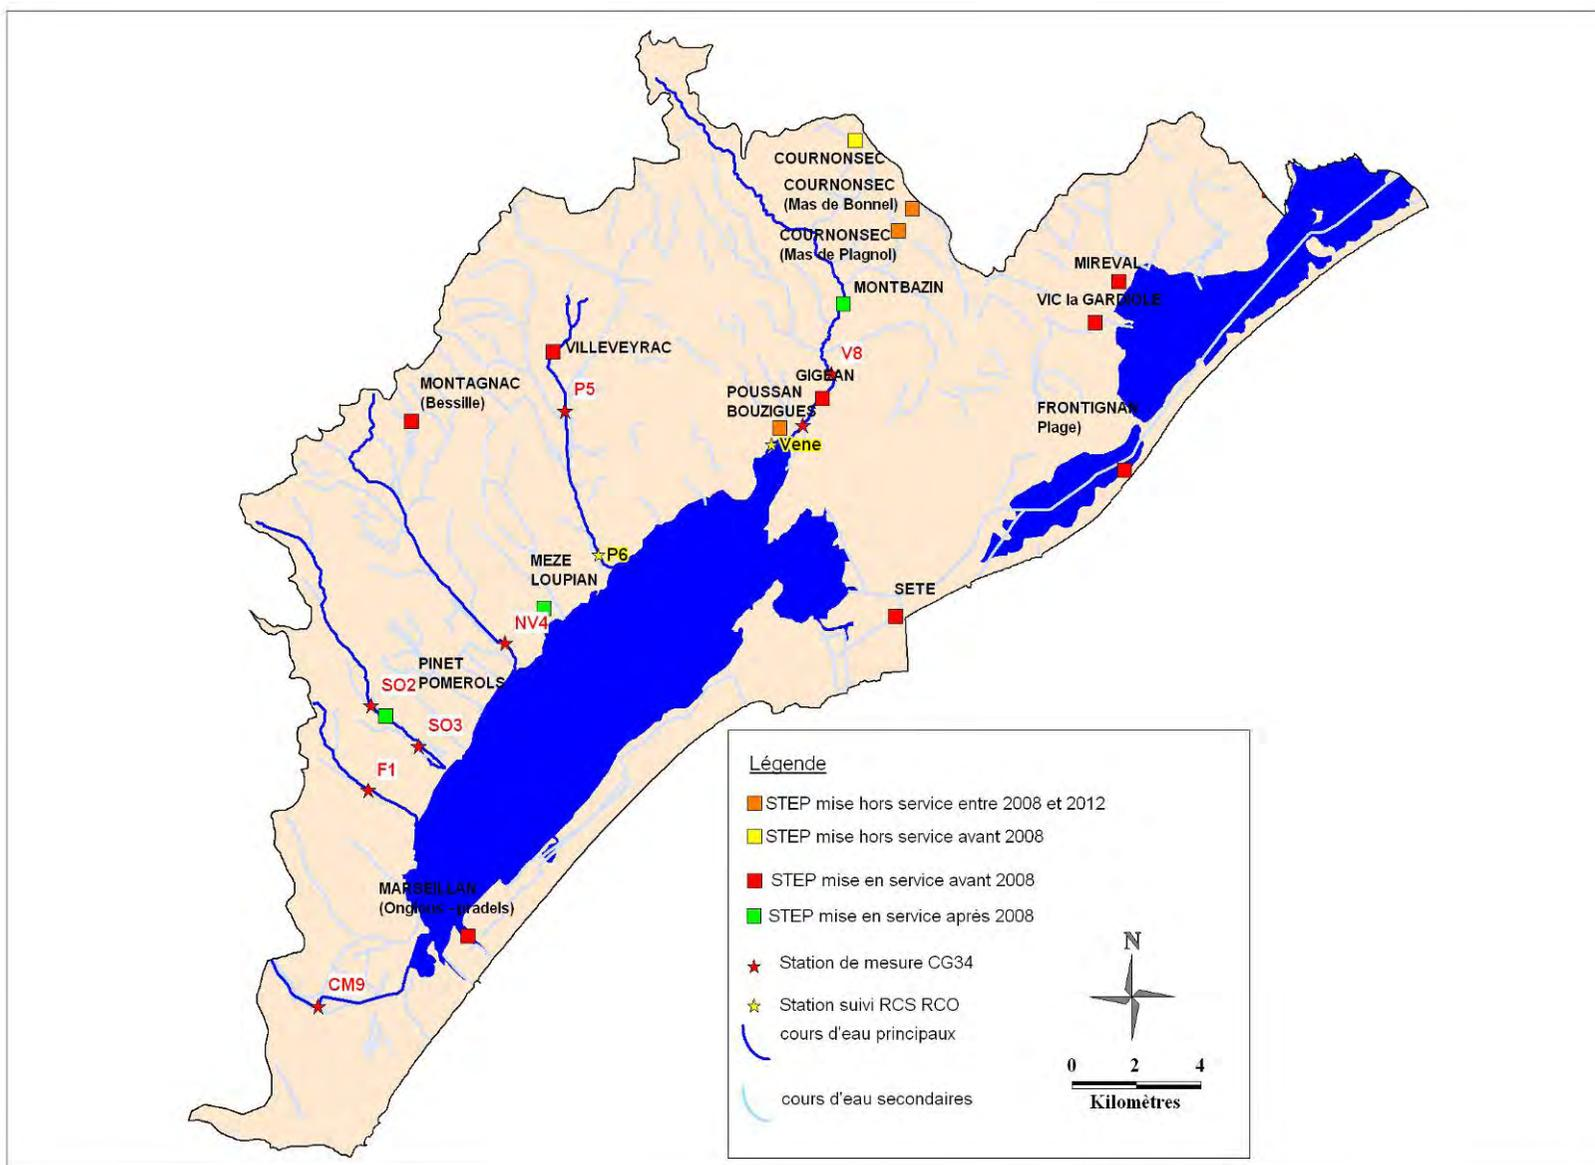 COURNONSEC
COURNONSEC
(Mas de Bonnel)
COURNONSEC
(Mas de Plagnol)
MIREVAL
MONTBAZIN
VIC la GARDIOLE
VILLEVEYRAC
V8
GIGEAN
MONTAGNAC
(Bessille)
P5
POUSSAN
BOUZIGUES
FRONTIGNAN
Plage)
Vene
P6
MEZE
LOUPIAN
SETE
NV4
PINET
POMEROLS
SO2
SO3
F1
MARSEILLAN
(Onglous -pradels)
CM9
Légende
STEP mise hors service entre 2008 et 2012
STEP mise hors service avant 2008
STEP mise en service avant 2008
STEP mise en service après 2008
Station de mesure CG34
Station suivi RCS RCO
cours d'eau principaux
cours d'eau secondaires
N
0 2 4
Kilomètres